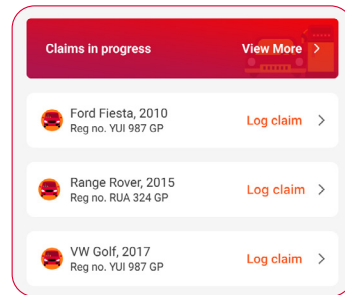 Claims in progress View More
Ford Fiesta, 2010
Reg no. YUI 987 GP
Log claim
Range Rover, 2015
Reg no. RUA 324 GP
Log claim
VW Golf, 2017
Reg no. YUI 987 GP
Log claim